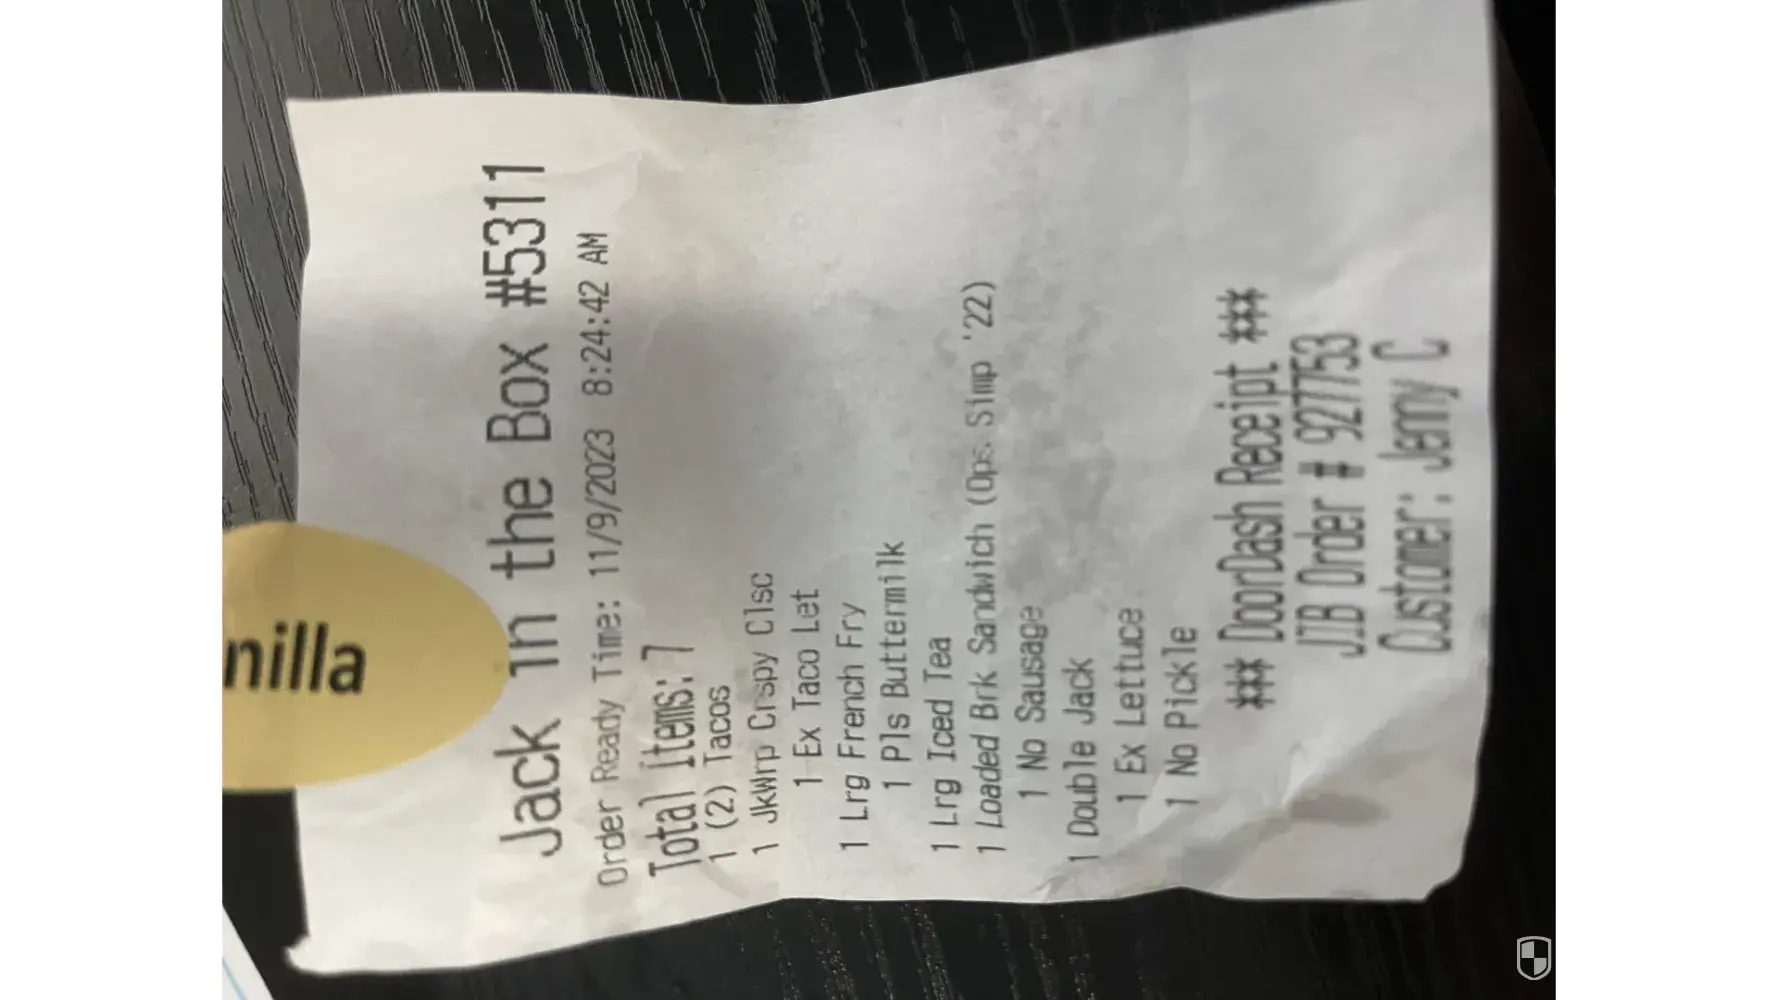 nilla
Jack in the Box #5311
Order Ready Time: 11/9/2023 8:24:42 AM
Total Items:7
1 (2) Tacos
1 JkWrp Crspy Clsc
1 Ex Taco Let
1 Lrg French Fry
1 Pls Buttermilk
1 Lrg Iced Tea
1 Loaded Brk Sandwich (Ops. Simp '22)
1 No Sausage
1 Double Jack
1 Ex Lettuce
1 No Pickle
*** DoorDash Receipt ***
JIB Order # 927753
Customer: Jenny C